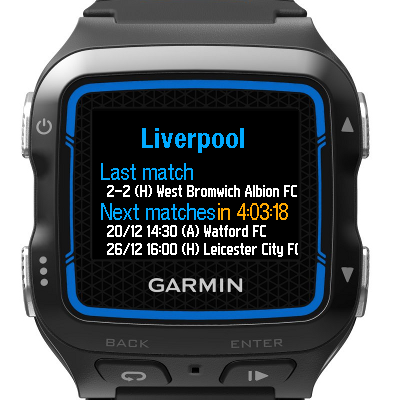 Liverpool
Last match
2-2 (H) West Bromwich Albion FC
Next matches in 4:03:18
20/12 14:30 (A) Watford FC
26/12 16:00 (H) Leicester City F(
GARMIN
BACK ENTER